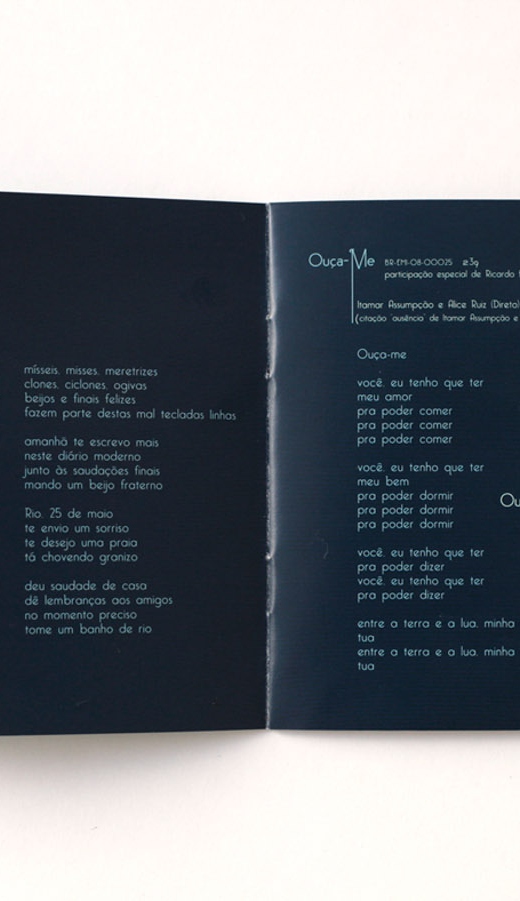 mísseis, misses, meretrizes
clones, ciclones, ogivas
beijos e finais felizes
fazem parte destas mal tecladas linhas
amanhã te escrevo mais
neste diário moderno
junto às saudações finais
mando um beijo fraterno
Rio, 25 de maio
te envio um sorriso
te desejo uma praia
tá chovendo granizo
deu saudade de casa
dê lembranças aos amigos
no momento preciso
tome um banho de rio
Ouça-Me BR-EMI-08-00025
participação especial de Ricardo
Itamar Assumpção e Alice Ruiz (Direto)
(citação "ausência" de Itamar Assumpção e
Ouça-me
você, eu tenho que ter
meu amor
pra poder comer
pra poder comer
pra poder comer
você, eu tenho que ter
meu bem
pra poder dormir
pra poder dormir
pra poder dormir
você, eu tenho que ter
pra poder dizer
você, eu tenho que ter
pra poder dizer
entre a terra e a lua, minha
tua
entre a terra e a lua, minha
tua
Ou